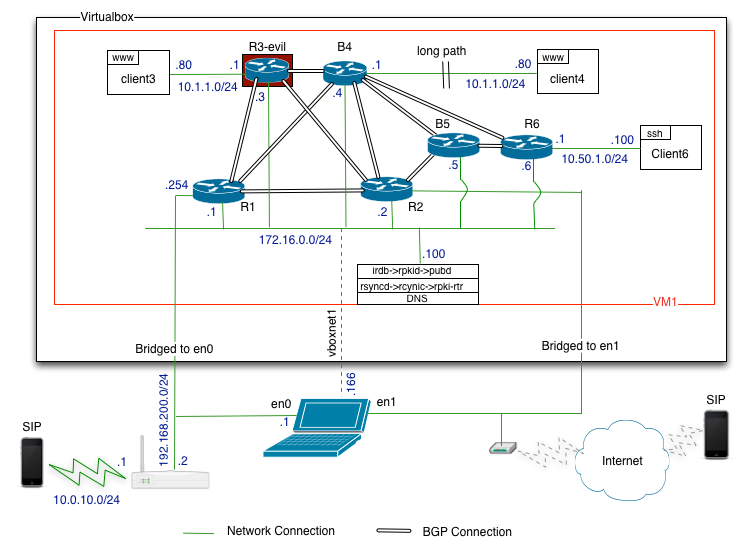 Virtualbox
R3-evil
B4
long path
www
client3
.80
.1
10.1.1.0/24
.3
.1
.4
10.1.1.0/24
.80
www
client4
B5
R6
.5
.6
.1
.100
10.50.1.0/24
ssh
Client6
.254
.1
R1
.2
R2
172.16.0.0/24
.100
irdb->rpkid->pubd
rsyncd->rcynic->rpki-rtr
DNS
VM1
Bridged to en0
vboxnet1
Bridged to en1
192.168.200.0/24
.166
en0
.1
en1
SIP
SIP
.1
.2
10.0.10.0/24
Internet
Network Connection
BGP Connection